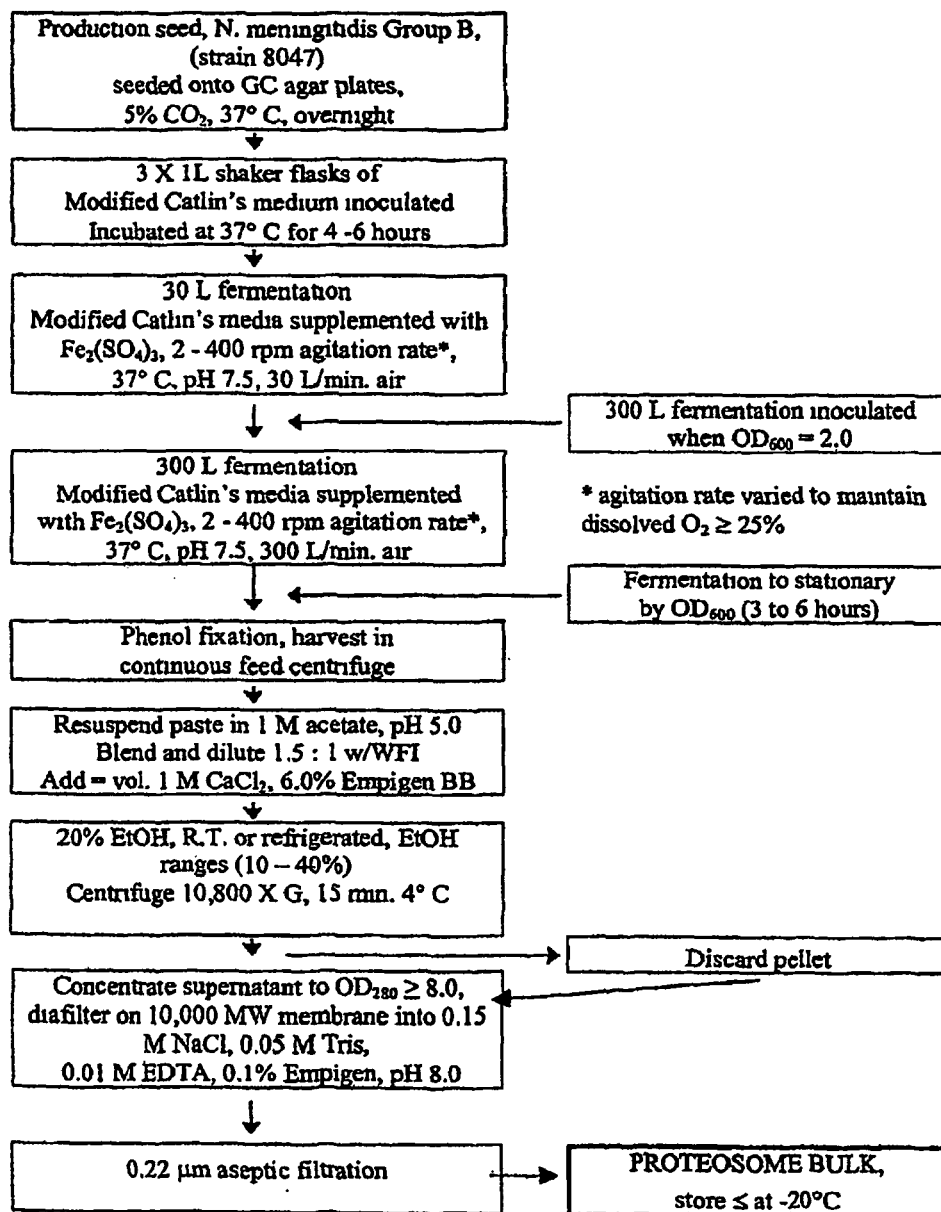 Production seed, N. meningitidis Group B,
(strain 8047)
seeded onto GC agar plates,
5% CO₂, 37° C, overnight
3 X 1L shaker flasks of
Modified Catlin's medium inoculated
Incubated at 37° C for 4 -6 hours
30 L fermentation
Modified Catlin's media supplemented with
Fe₂(SO₄)₃, 2 - 400 rpm agitation rate*,
37° C, pH 7.5, 30 L/min. air
300 L fermentation inoculated
when OD₆₀₀ = 2.0
300 L fermentation
Modified Catlin's media supplemented
with Fe₂(SO₄)₃, 2 - 400 rpm agitation rate*,
37° C, pH 7.5, 300 L/min. air
* agitation rate varied to maintain
dissolved O₂ ≥ 25%
Fermentation to stationary
by OD₆₀₀ (3 to 6 hours)
Phenol fixation, harvest in
continuous feed centrifuge
Resuspend paste in 1 M acetate, pH 5.0
Blend and dilute 1.5 : 1 w/WFI
Add = vol. 1 M CaCl₂, 6.0% Empigen BB
20% EtOH, R.T. or refrigerated, EtOH
ranges (10 – 40%)
Centrifuge 10,800 X G, 15 min. 4° C
Discard pellet
Concentrate supernatant to OD₂₈₀ ≥ 8.0,
diafilter on 10,000 MW membrane into 0.15
M NaCl, 0.05 M Tris,
0.01 M EDTA, 0.1% Empigen, pH 8.0
0.22 μm aseptic filtration
PROTEOSOME BULK,
store ≤ at -20°C